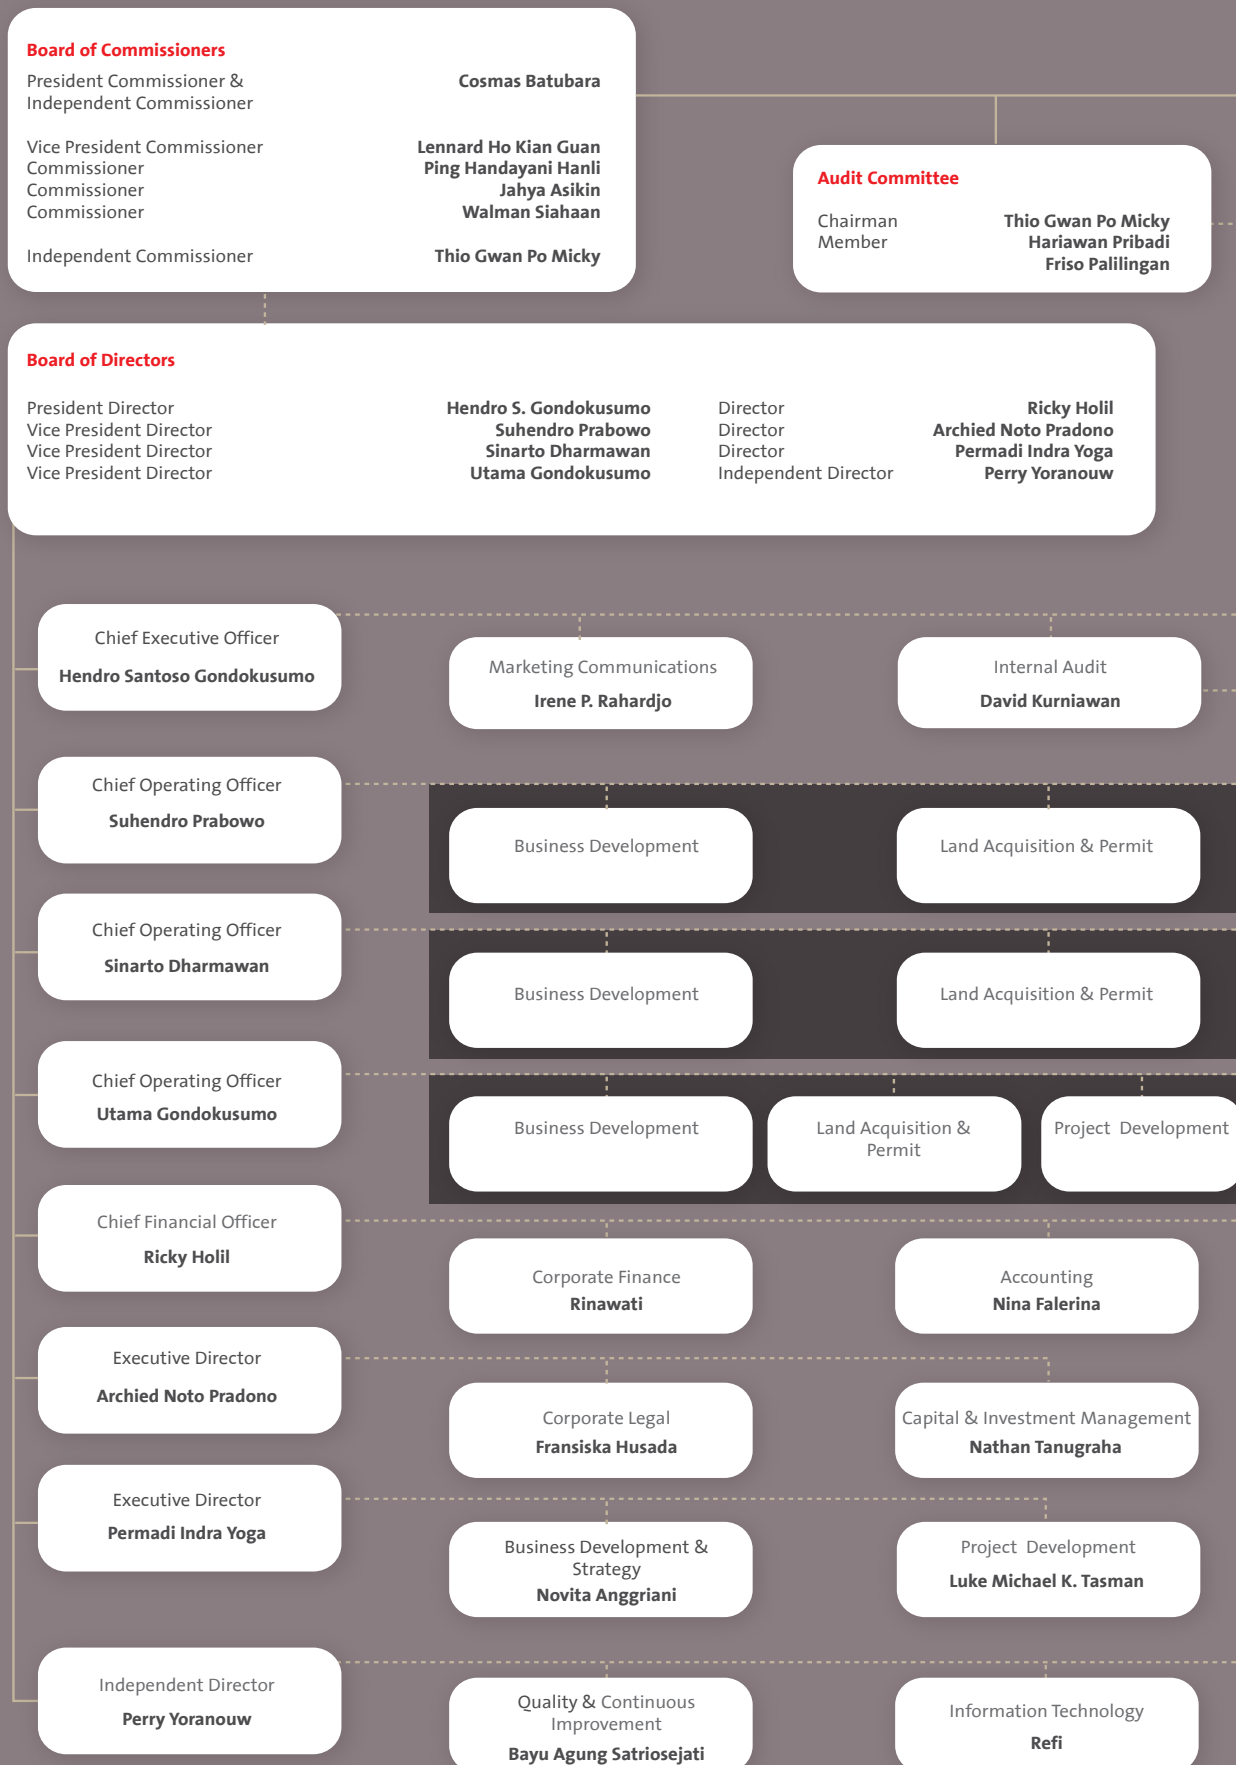 Board of Commissioners
President Commissioner & Cosmas Batubara
Independent Commissioner
Vice President Commissioner Lennard Ho Kian Guan
Commissioner Ping Handayani Hanli
Commissioner Jahya Asikin
Commissioner Walman Siahaan
Independent Commissioner Thio Gwan Po Micky
Audit Committee
Chairman Thio Gwan Po Micky
Member Hariawan Pribadi
Friso Palilingan
Board of Directors
President Director Hendro S. Gondokusumo
Vice President Director Suhendro Prabowo
Vice President Director Sinarto Dharmawan
Vice President Director Utama Gondokusumo
Director Ricky Holil
Director Archied Noto Pradono
Director Permadi Indra Yoga
Independent Director Perry Yoranouw
Chief Executive Officer
Hendro Santoso Gondokusumo
Marketing Communications
Irene P. Rahardjo
Internal Audit
David Kurniawan
Chief Operating Officer
Suhendro Prabowo
Business Development
Land Acquisition & Permit
Chief Operating Officer
Sinarto Dharmawan
Business Development
Land Acquisition & Permit
Chief Operating Officer
Utama Gondokusumo
Business Development
Land Acquisition &
Permit
Project Development
Chief Financial Officer
Ricky Holil
Corporate Finance
Rinawati
Accounting
Nina Falerina
Executive Director
Archied Noto Pradono
Corporate Legal
Fransiska Husada
Capital & Investment Management
Nathan Tanugraha
Executive Director
Permadi Indra Yoga
Business Development &
Strategy
Novita Anggriani
Project Development
Luke Michael K. Tasman
Independent Director
Perry Yoranouw
Quality & Continuous
Improvement
Bayu Agung Satriosejati
Information Technology
Refi